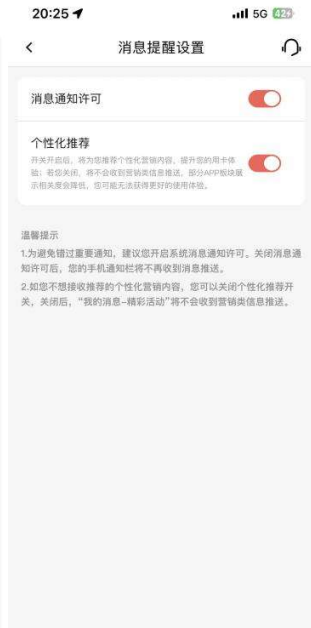 20:25
5G 42
消息提醒设置
消息通知许可
个性化推荐
开关开启后，将为您推荐个性化营销内容，提升您的用卡体
验；若您关闭，将不会收到营销类信息推送，部分APP板块展
示相关度会降低，您可能无法获得更好的使用体验。
温馨提示
1.为避免错过重要通知，建议您开启系统消息通知许可。关闭消息通
知许可后，您的手机通知栏将不再收到消息推送。
2.如您不想接收推荐的个性化营销内容，您可以关闭个性化推荐开
关，关闭后，“我的消息-精彩活动”将不会收到营销类信息推送。